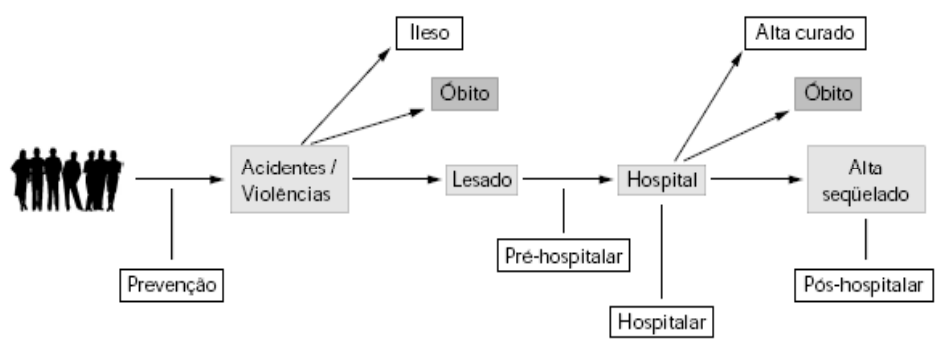 Ileso
Alta curado
Óbito
Óbito
Acidentes /
Violências
Lesado
Hospital
Alta
seqüelado
Pré-hospitalar
Prevenção
Pós-hospitalar
Hospitalar